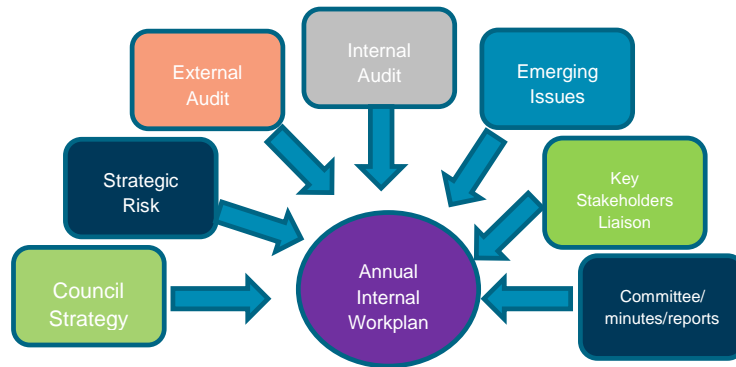 Internal
Audit
External
Audit
Emerging
Issues
Strategic
Risk
Key
Stakeholders
Liaison
Council
Strategy
Annual
Internal
Workplan
Committee/
minutes/reports